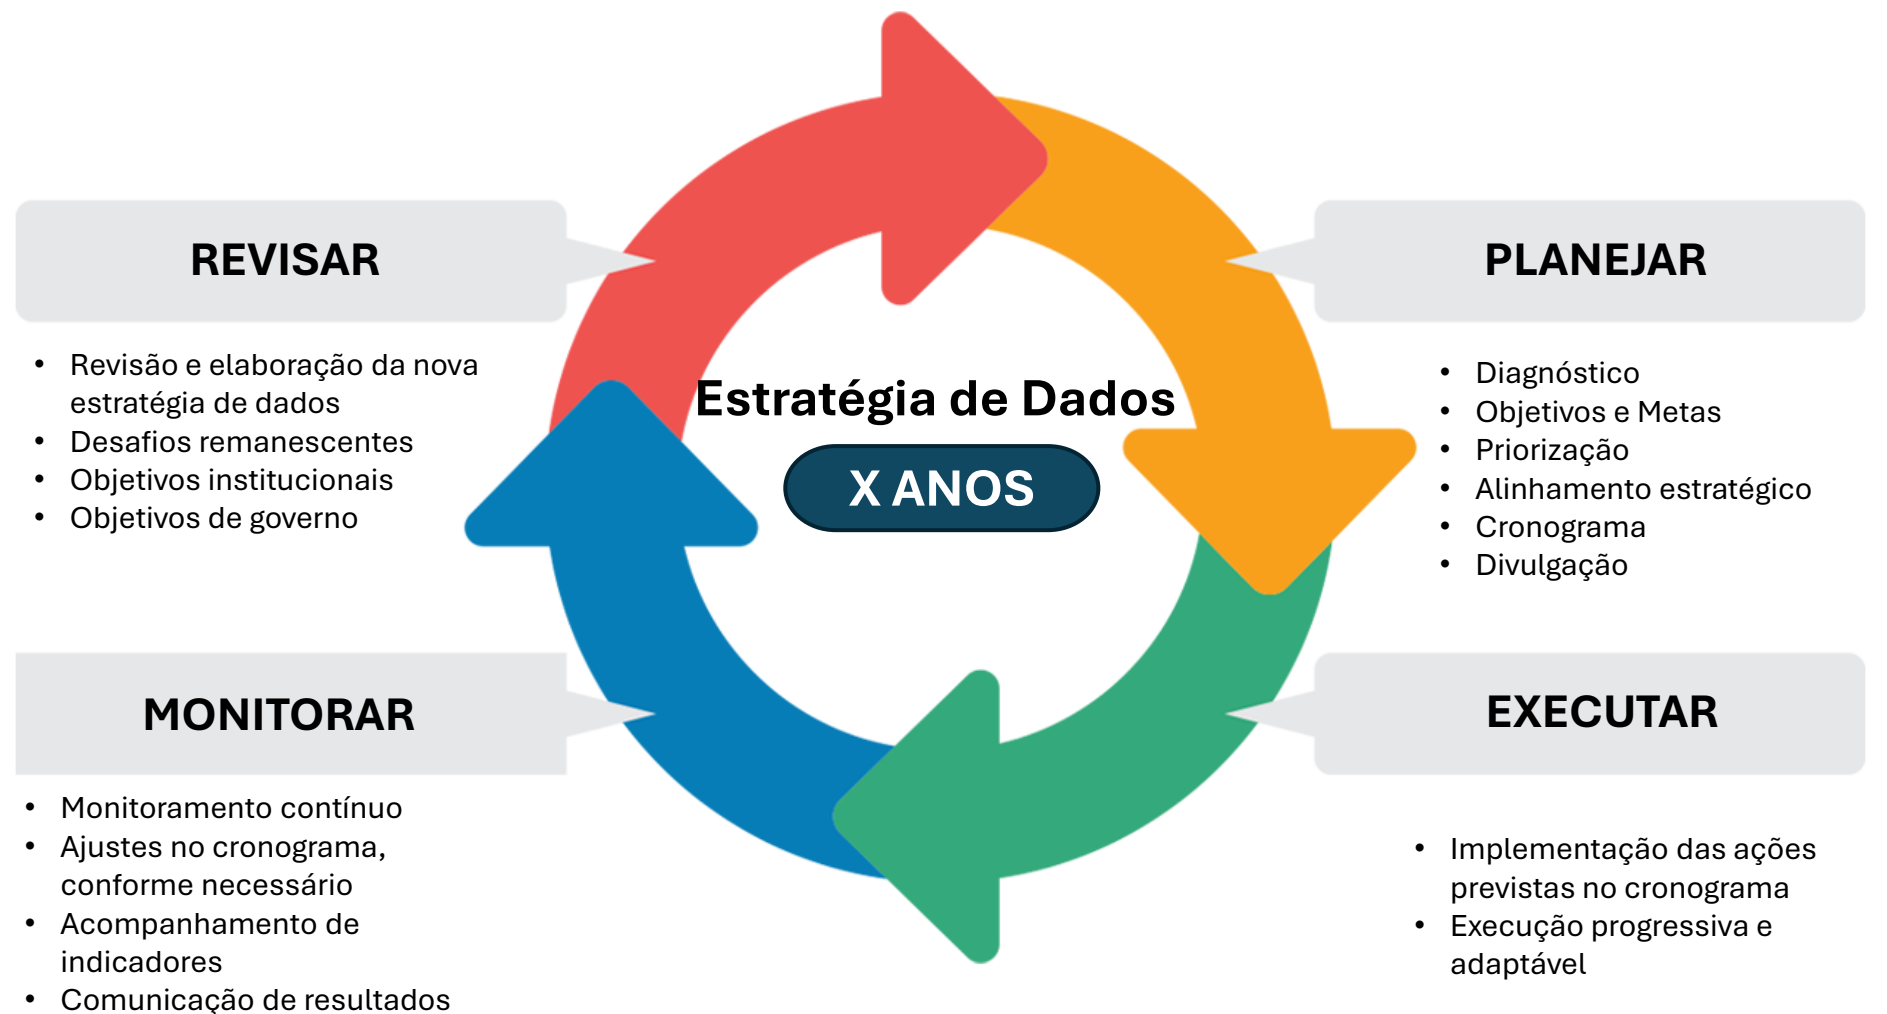 REVISAR
• Revisão e elaboração da nova
estratégia de dados
• Desafios remanescentes
• Objetivos institucionais
• Objetivos de governo
Estratégia de Dados
X ANOS
PLANEJAR
• Diagnóstico
• Objetivos e Metas
• Priorização
• Alinhamento estratégico
• Cronograma
• Divulgação
MONITORAR
• Monitoramento contínuo
• Ajustes no cronograma,
conforme necessário
• Acompanhamento de
indicadores
• Comunicação de resultados
EXECUTAR
• Implementação das ações
previstas no cronograma
• Execução progressiva e
adaptável